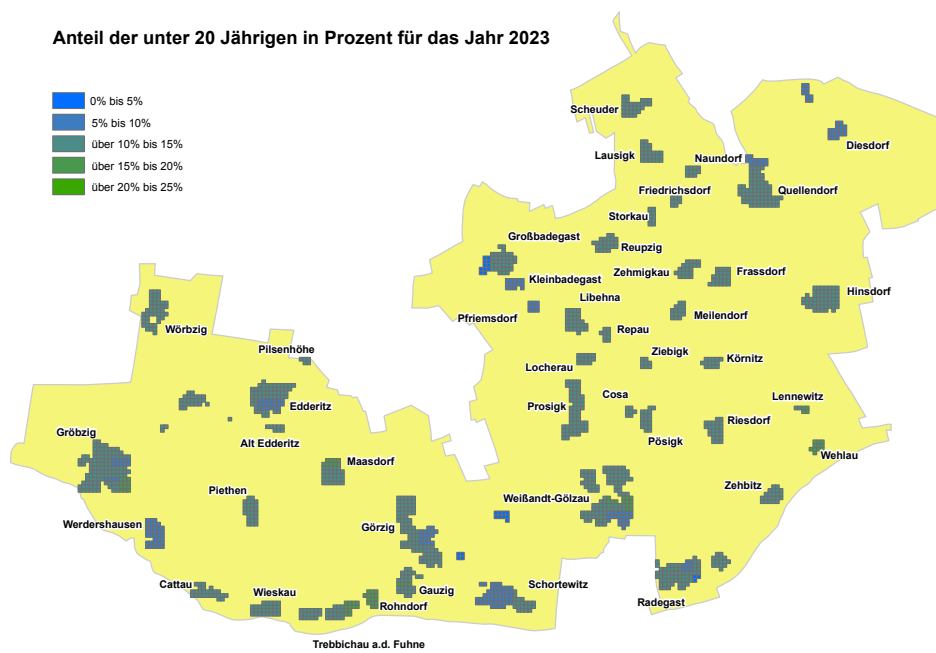 Anteil der unter 20 Jährigen in Prozent für das Jahr 2023
0% bis 5%
5% bis 10%
über 10% bis 15%
über 15% bis 20%
über 20% bis 25%
Scheuder
Diesdorf
Lausigk
Naundorf
Friedrichsdorf
Quellendorf
Storkau
Großbadegast
Reupzig
Zehmigkau
Frassdorf
Kleinbadegast
Hinsdorf
Libehna
Pfriemsdorf
Meilendorf
Wörbzig
Repau
Pilsenhöhe
Ziebigk
Körnitz
Locherau
Lennewitz
Edderitz
Prosigk
Cosa
Riesdorf
Gröbzig
Alt Edderitz
Pösigk
Wehlau
Maasdorf
Zehbitz
Piethen
Weißandt-Gölzau
Werdershausen
Görzig
Cattau
Wieskau
Gauzig
Schortewitz
Rohndorf
Radegast
Trebbichau a.d. Fuhne